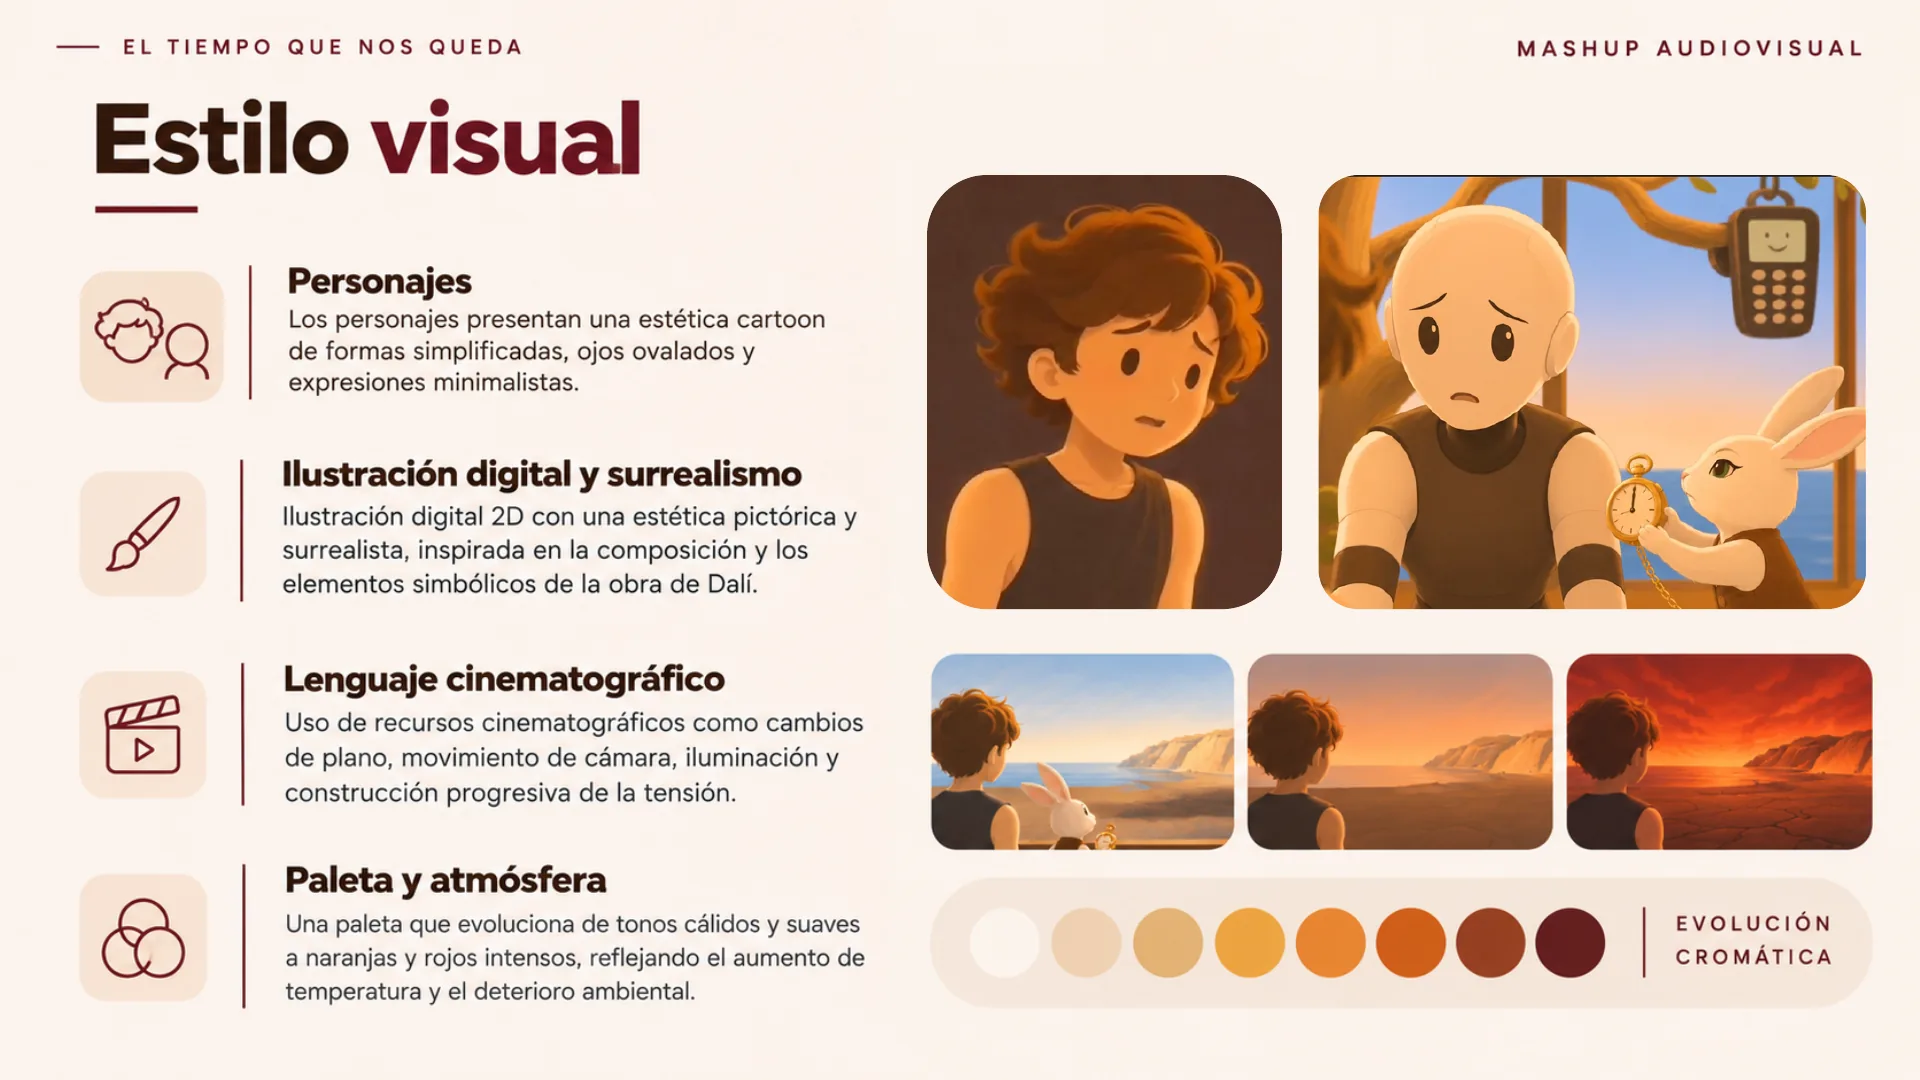 EL TIEMPO QUE NOS QUEDA
MASHUP AUDIOVISUAL
Estilo visual
Personajes
Los personajes presentan una estética cartoon
de formas simplificadas, ojos ovalados y
expresiones minimalistas.
Ilustración digital y surrealismo
Ilustración digital 2D con una estética pictórica y
surrealista, inspirada en la composición y los
elementos simbólicos de la obra de Dalí.
Lenguaje cinematográfico
Uso de recursos cinematográficos como cambios
de plano, movimiento de cámara, iluminación y
construcción progresiva de la tensión.
Paleta y atmósfera
Una paleta que evoluciona de tonos cálidos y suaves
a naranjas y rojos intensos, reflejando el aumento de
temperatura y el deterioro ambiental.
EVOLUCIÓN
CROMÁTICA